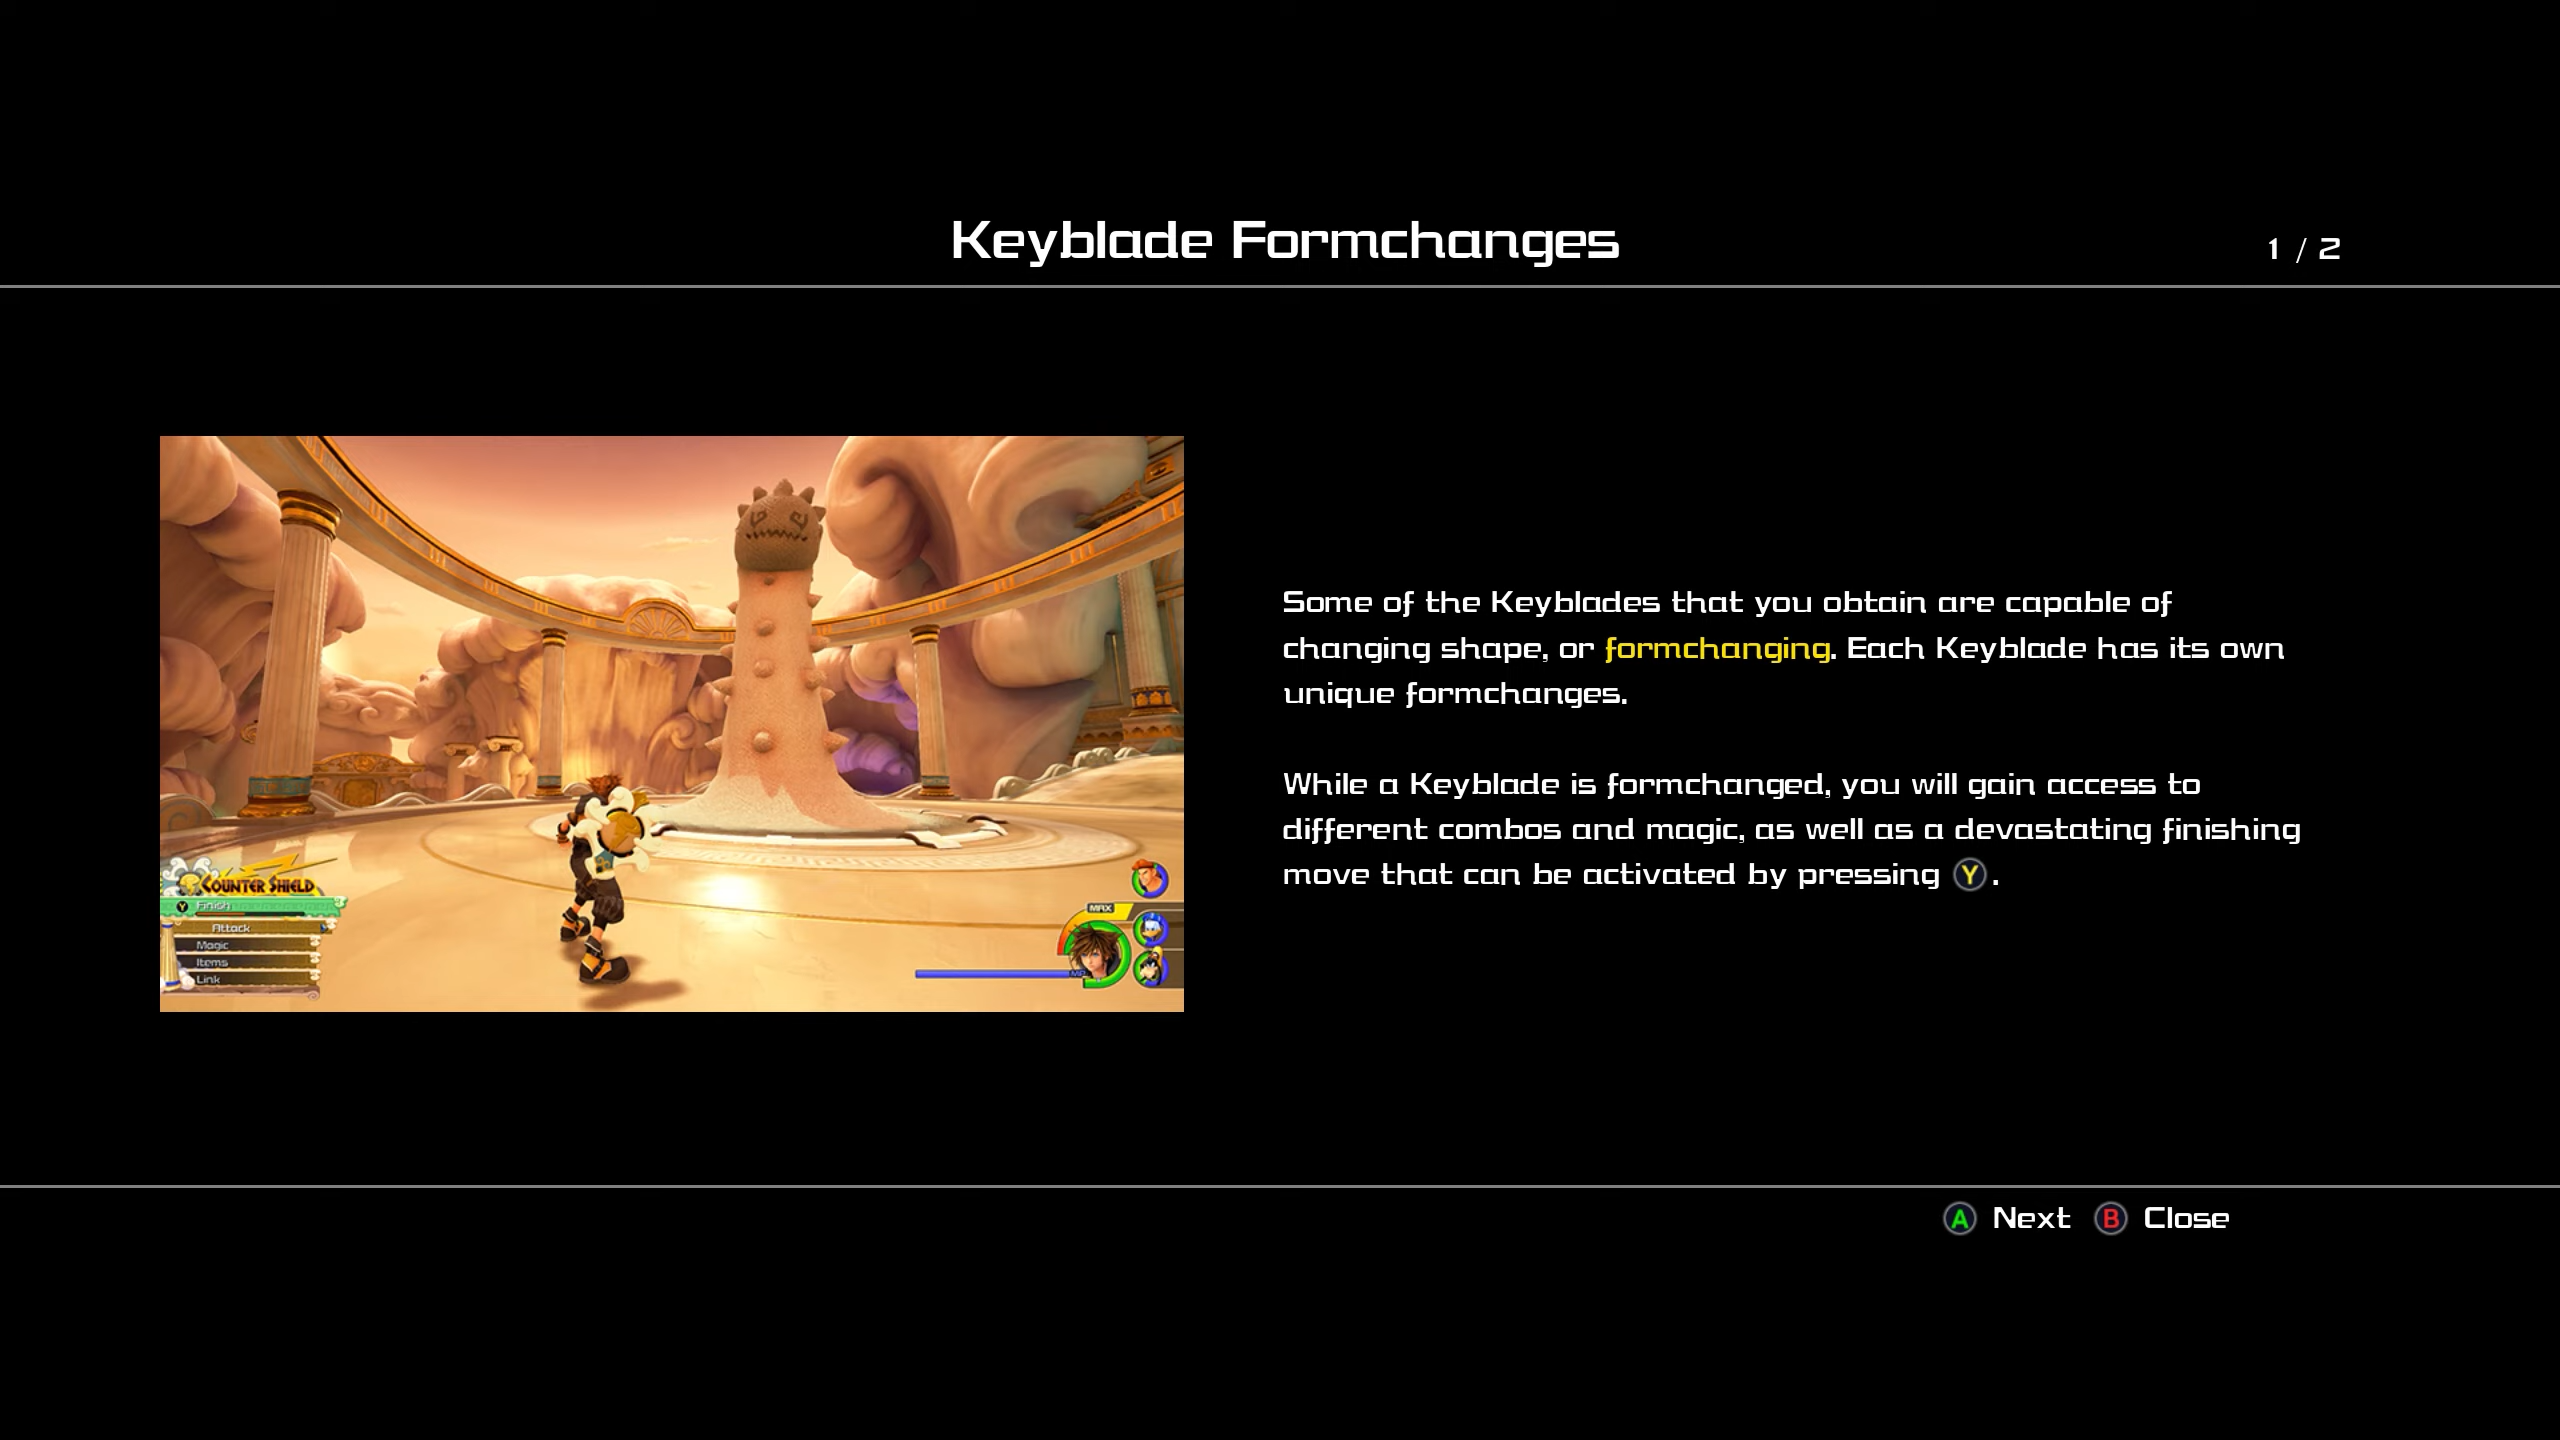 Keyblade Formchanges
1 / 2
Some of the Keyblades that you obtain are capable of
changing shape, or formchanging. Each Keyblade has its own
unique formchanges.
While a Keyblade is formchanged, you will gain access to
different combos and magic, as well as a devastating finishing
move that can be activated by pressing Y.
COUNTER SHIELD
Y Finish
Attack
Magic
Items
Link
MAX
MP
A Next B Close